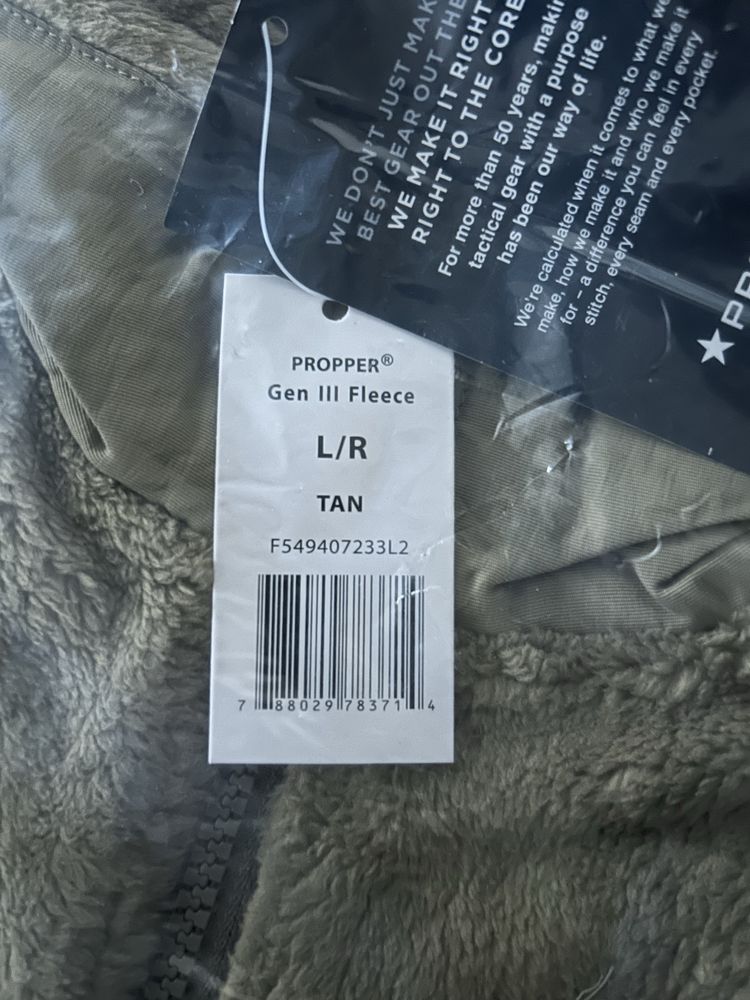 WE DON'T JUST MAK
BEST GEAR OUT THE
WE MAKE IT RIGHT
RIGHT TO THE CORE
For more than 50 years, makin
tactical gear with a purpose
has been our way of life.
We're calculated when it comes to what we
make, how we make it and who we make it
for – a difference you can feel in every
stitch, every seam and every pocket.
PROPPER®
Gen III Fleece
L/R
TAN
F549407233L2
7 88029 78371 4